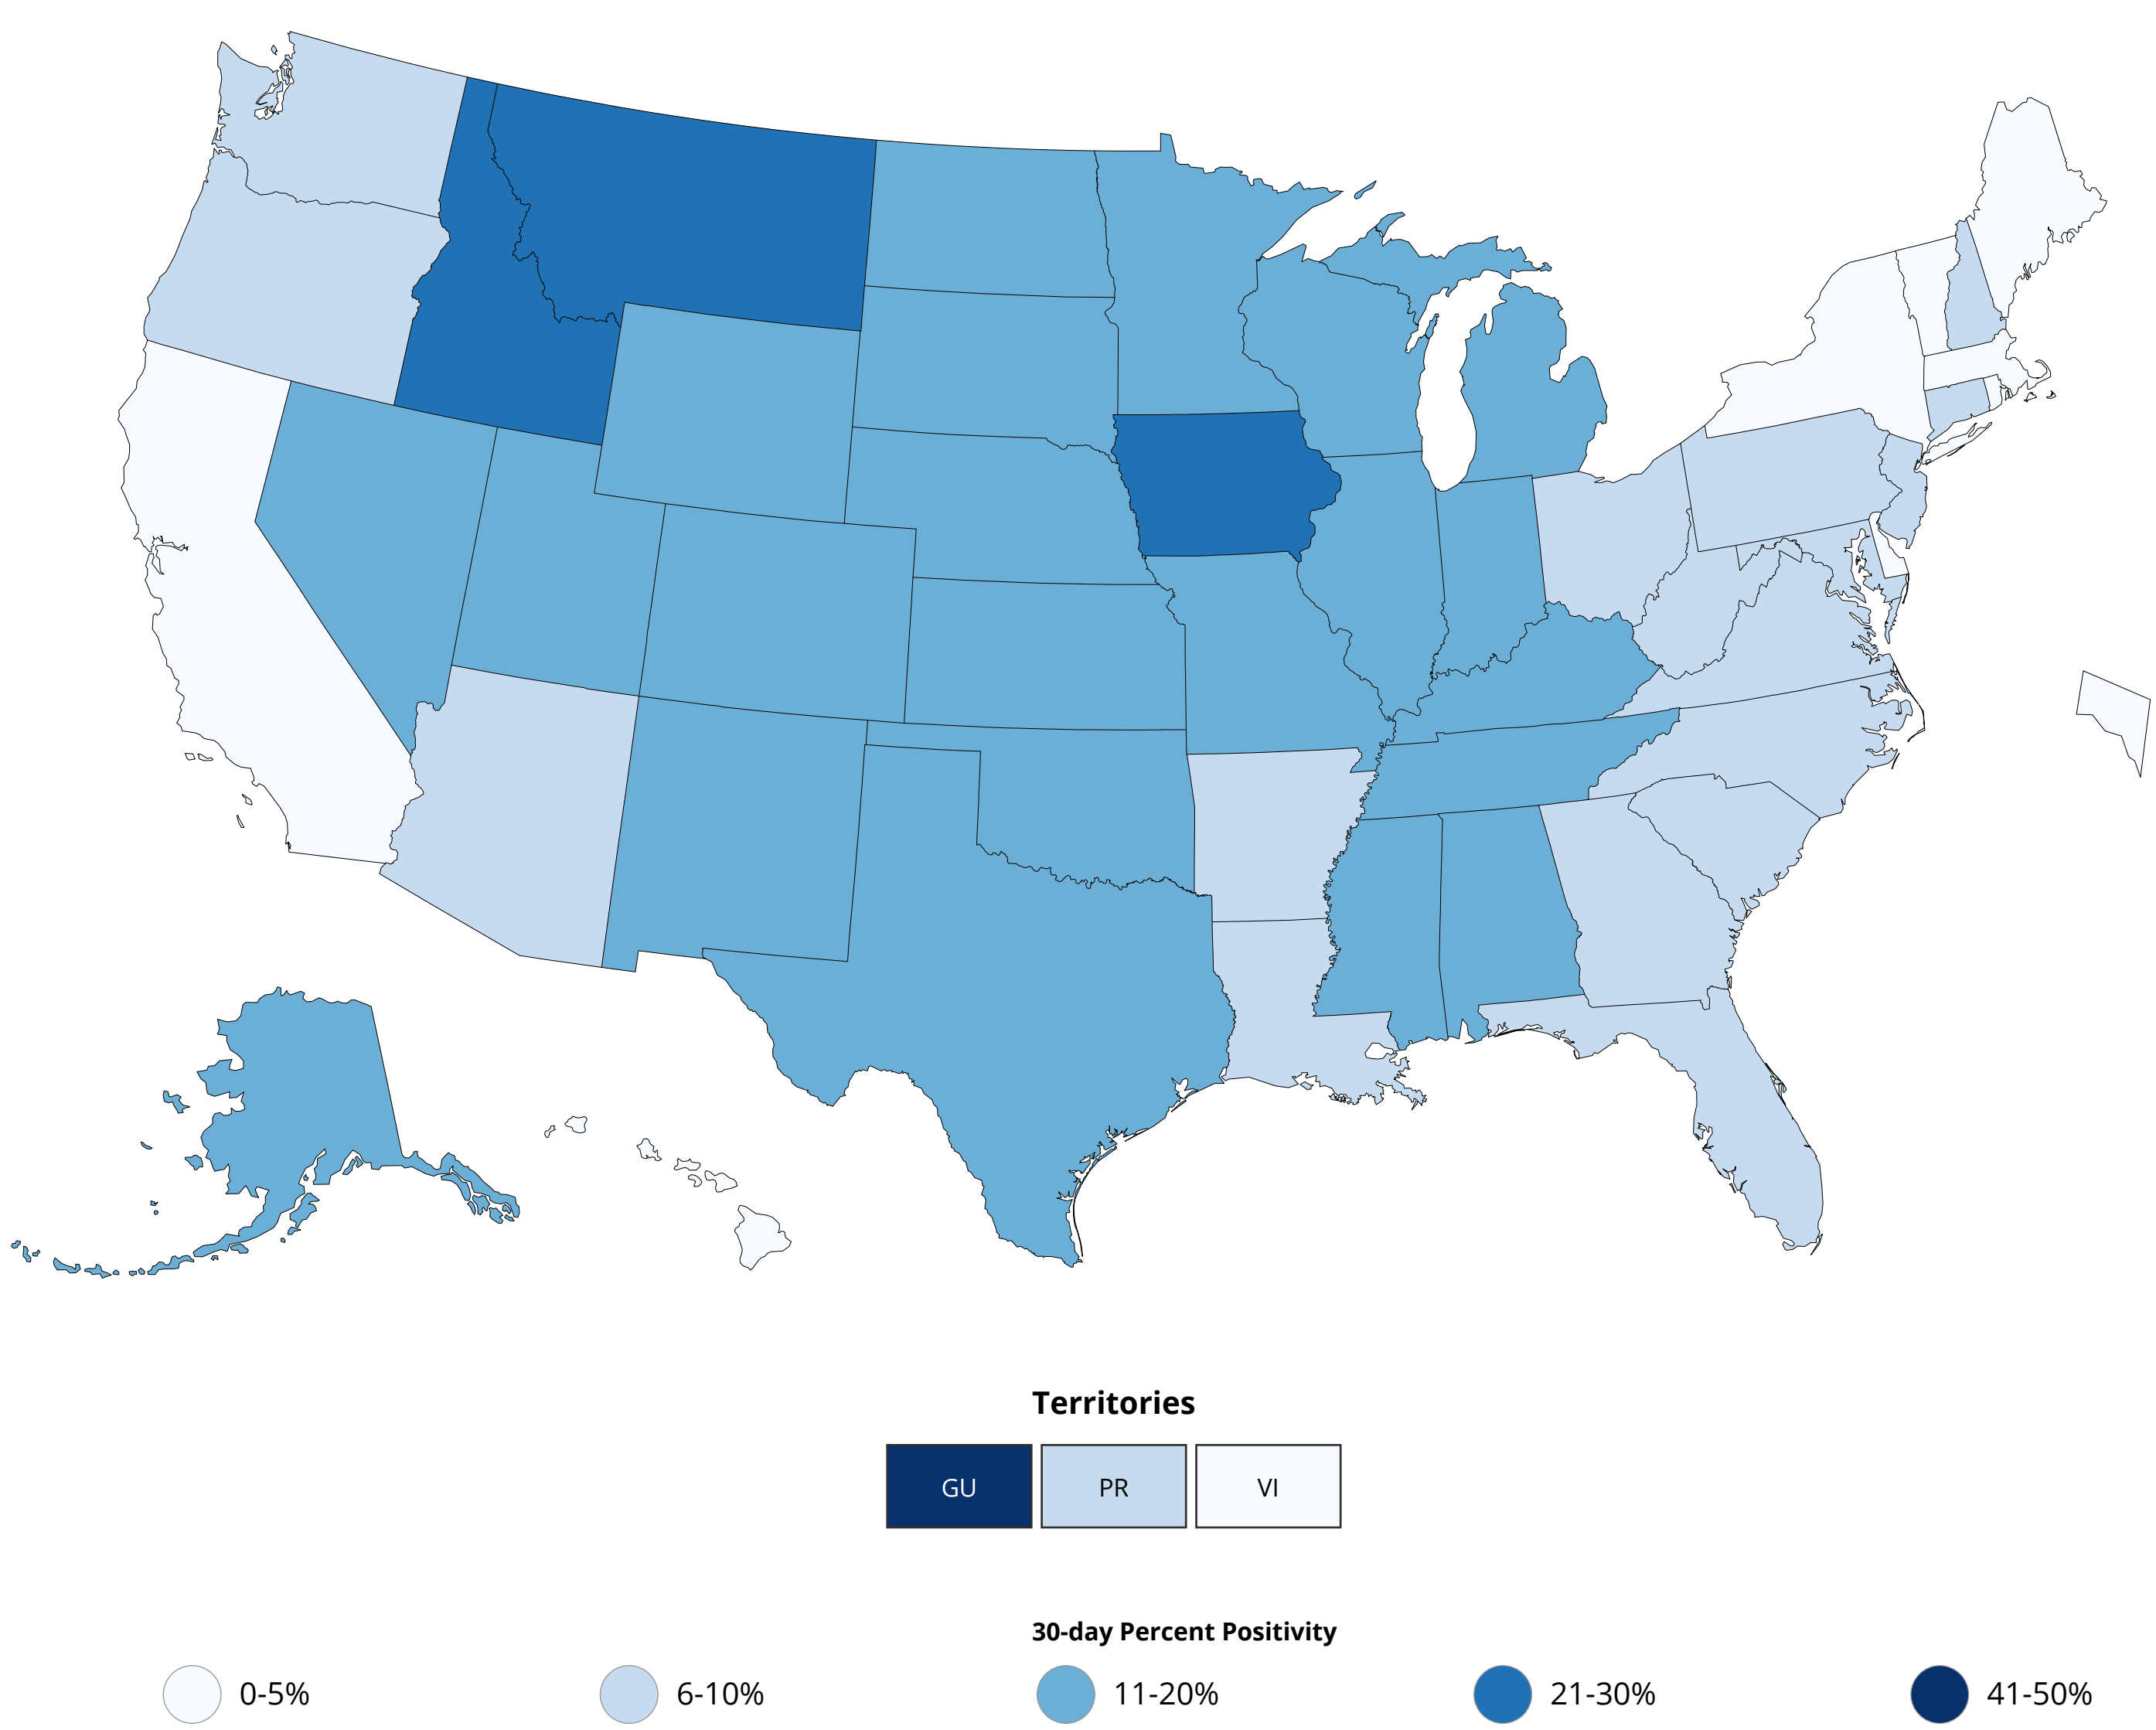 Territories
GU PR VI
30-day Percent Positivity
0-5% 6-10% 11-20% 21-30% 41-50%